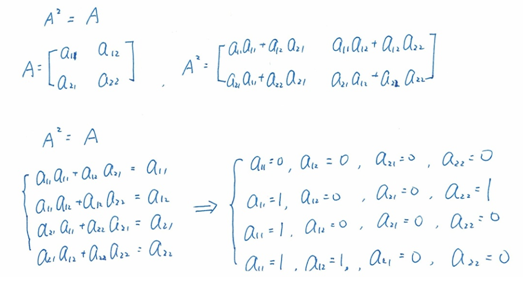 A² = A
A = [a₁₁ a₁₂ , A² = [a₁₁a₁₁ + a₁₂a₂₁ a₁₁a₁₂ + a₁₂a₂₂
a₂₁ a₂₂] a₂₁a₁₁ + a₂₂a₂₁ a₂₁a₁₂ + a₂₂a₂₂]
A² = A
{ a₁₁a₁₁ + a₁₂a₂₁ = a₁₁ ⇒ { a₁₁ = 0, a₁₂ = 0, a₂₁ = 0, a₂₂ = 0
a₁₁a₁₂ + a₁₂a₂₂ = a₁₂ a₁₁ = 1, a₁₂ = 0, a₂₁ = 0, a₂₂ = 1
a₂₁a₁₁ + a₂₂a₂₁ = a₂₁ a₁₁ = 1, a₁₂ = 0, a₂₁ = 0, a₂₂ = 0
a₂₁a₁₂ + a₂₂a₂₂ = a₂₂ a₁₁ = 1, a₁₂ = 1, a₂₁ = 0, a₂₂ = 0